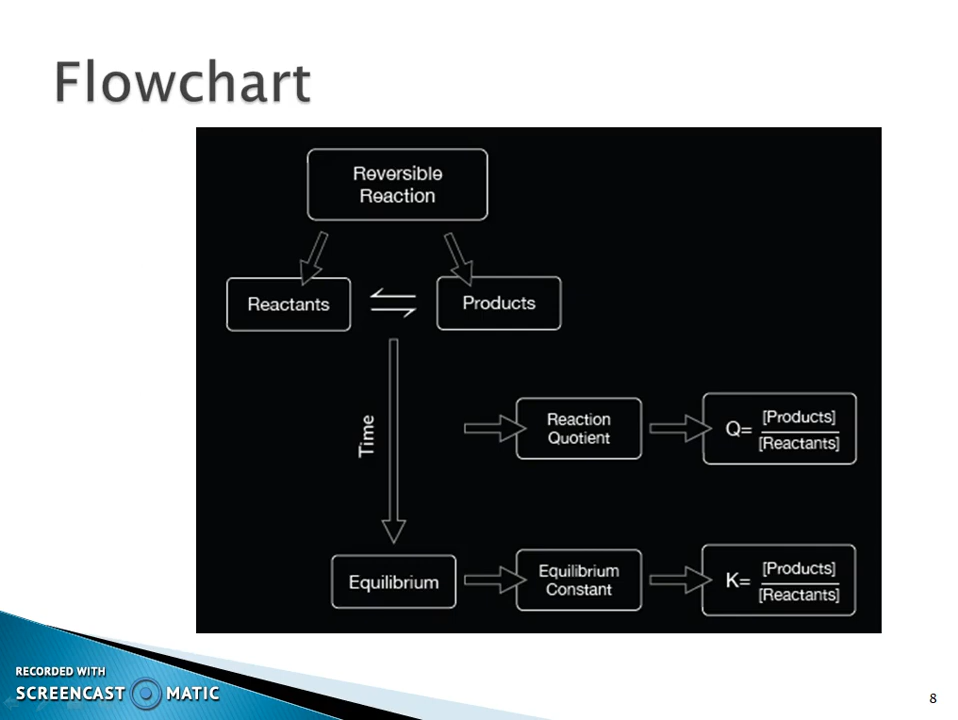 Flowchart
Reversible
Reaction
Reactants
Products
Time
Reaction
Quotient
Q= [Products]
[Reactants]
Equilibrium
Equilibrium
Constant
K= [Products]
[Reactants]
RECORDED WITH
SCREENCAST MATIC
8